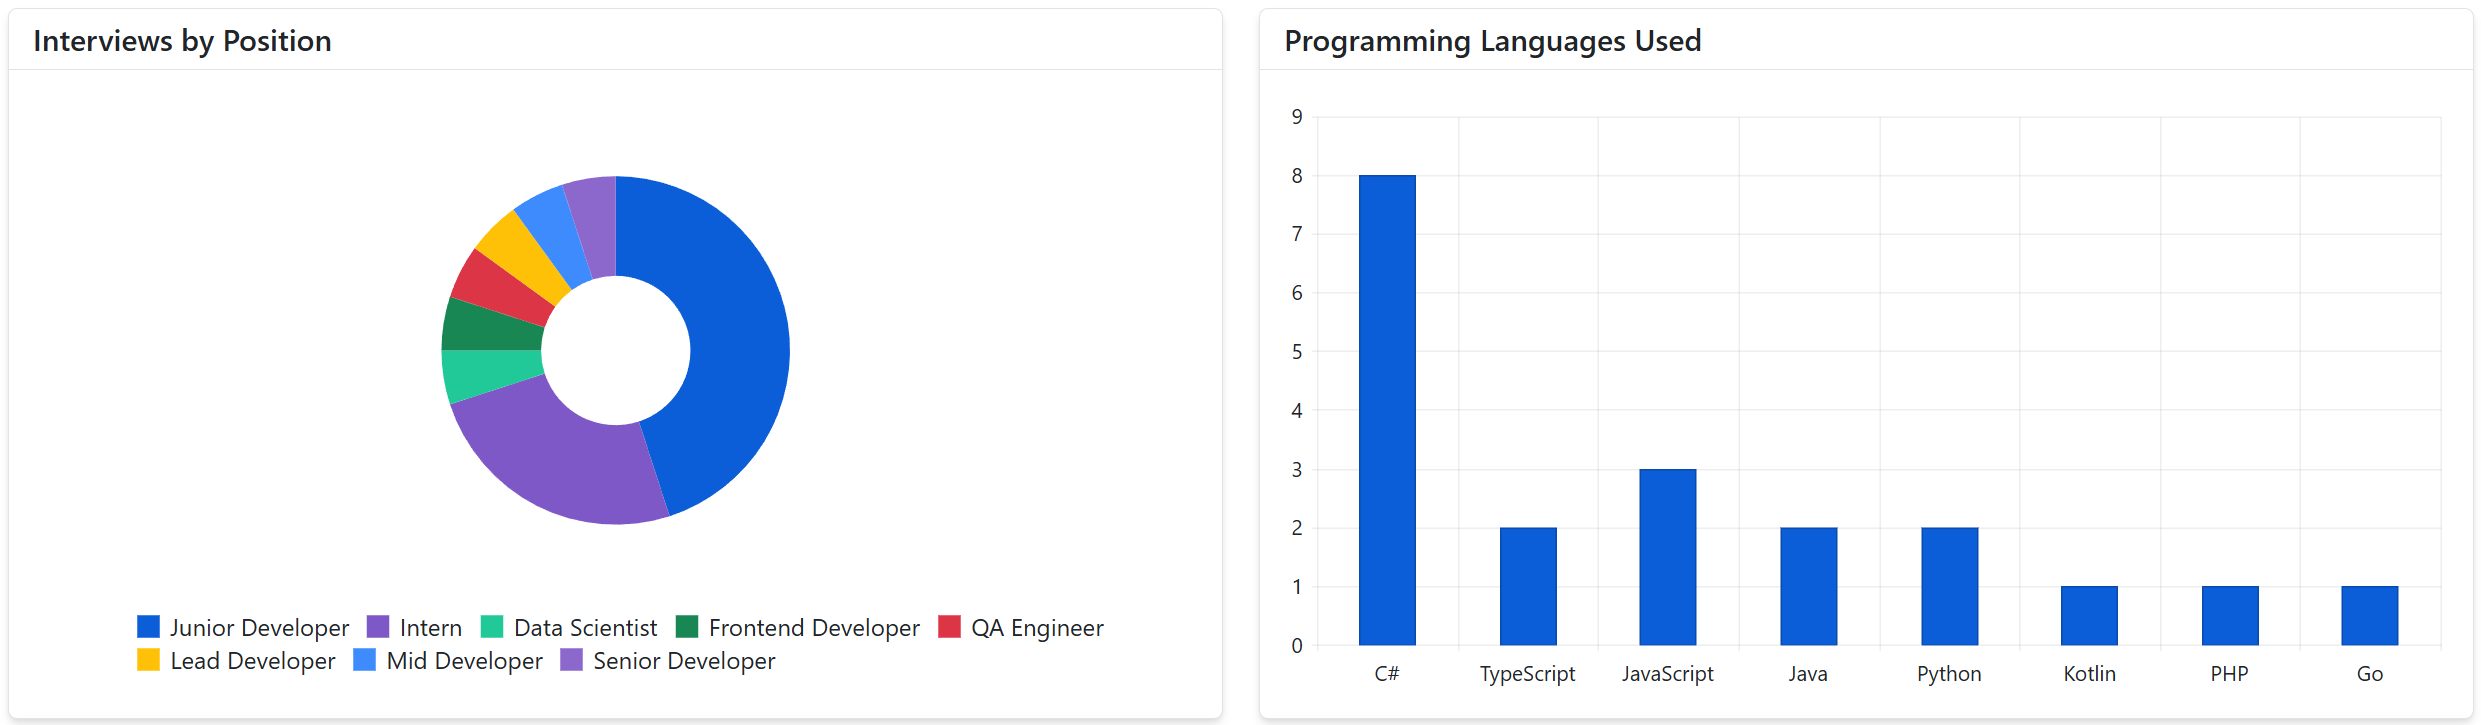 Interviews by Position
Junior Developer Intern Data Scientist Frontend Developer QA Engineer
Lead Developer Mid Developer Senior Developer
Programming Languages Used
9
8
7
6
5
4
3
2
1
0
C# TypeScript JavaScript Java Python Kotlin PHP Go